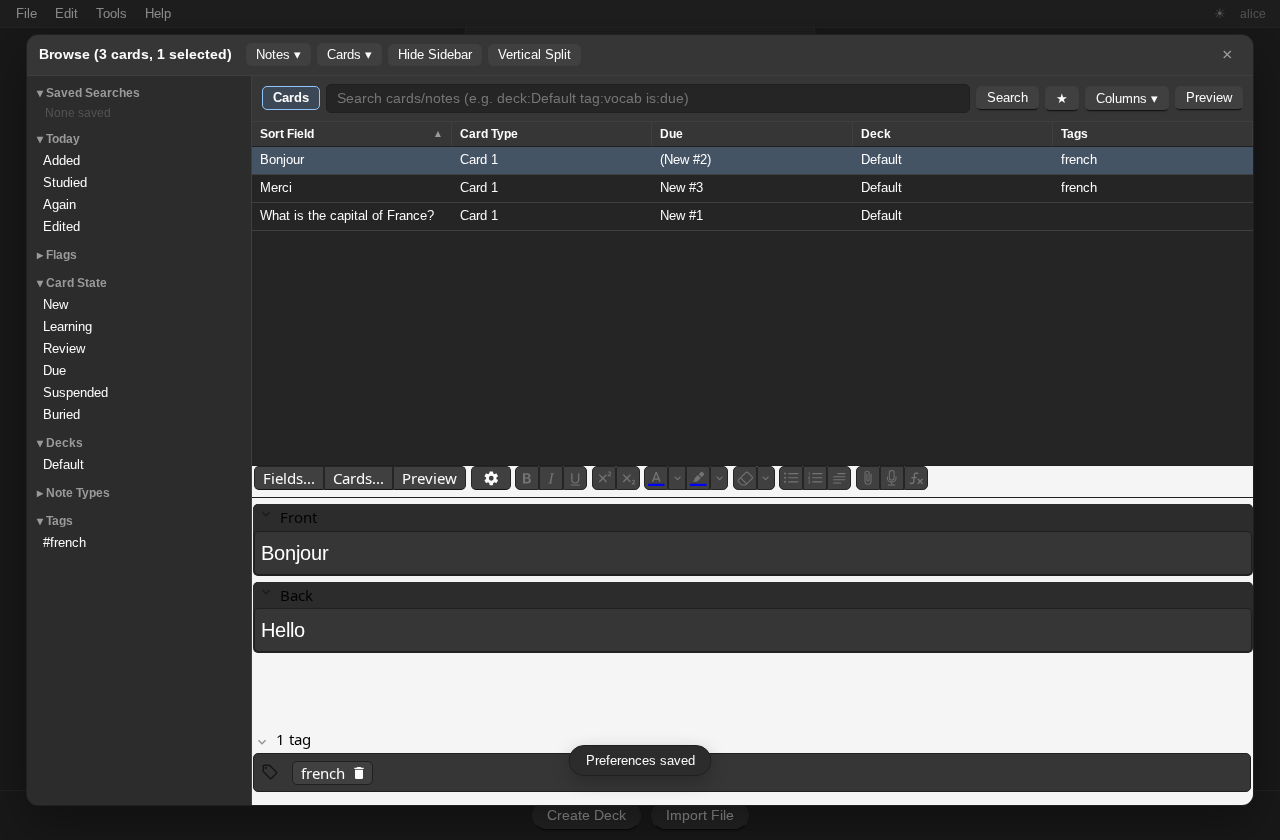 File Edit Tools Help ☀ alice
Browse (3 cards, 1 selected) Notes ▾ Cards ▾ Hide Sidebar Vertical Split ×
▾ Saved Searches
None saved
▾ Today
Added
Studied
Again
Edited
▸ Flags
▾ Card State
New
Learning
Review
Due
Suspended
Buried
▾ Decks
Default
▸ Note Types
▾ Tags
#french
Cards Search cards/notes (e.g. deck:Default tag:vocab is:due) Search ★ Columns ▾ Preview
Sort Field ▲ Card Type Due Deck Tags
Bonjour Card 1 (New #2) Default french
Merci Card 1 New #3 Default french
What is the capital of France? Card 1 New #1 Default
Fields... Cards... Preview B I U x² x₂ A fx
Front
Bonjour
Back
Hello
1 tag
french
Preferences saved
Create Deck Import File